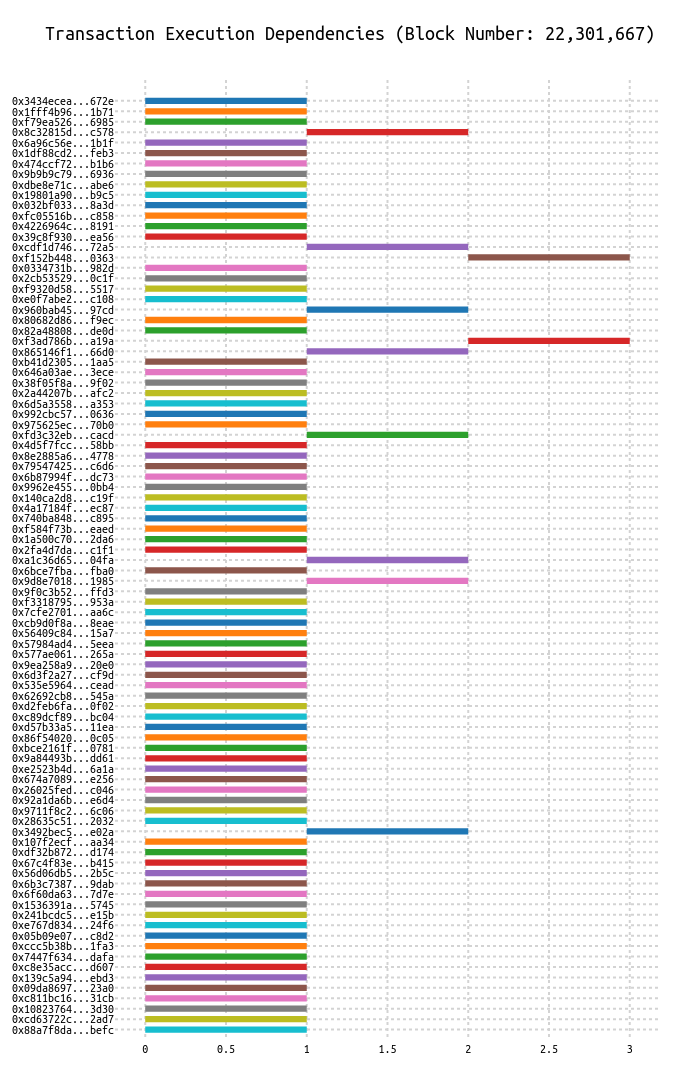 Transaction Execution Dependencies (Block Number: 22,301,667)
0x3434ecea...672e
0x1fff4b96...1b71
0xf79ea526...6985
0x8c32815d...c578
0x6a96c56e...1b1f
0x1df88cd2...feb3
0x474ccf72...b1b6
0x9b9b9c79...6936
0xdbe8e71c...abe6
0x19801a90...b9c5
0x032bf033...8a3d
0xfc05516b...c858
0x4226964c...8191
0x39c8f930...ea56
0xcdf1d746...72a5
0xf152b448...0363
0x0334731b...982d
0x2cb53529...0c1f
0xf9320d58...5517
0xe0f7abe2...c108
0x960bab45...97cd
0x80682d86...f9ec
0x82a48808...de0d
0xf3ad786b...a19a
0x865146f1...66d0
0xb41d2305...1aa5
0x646a03ae...3ece
0x38f05f8a...9f02
0x2a44207b...afc2
0x6d5a3558...a353
0x992cbc57...0636
0x975625ec...70b0
0xfd3c32eb...cacd
0x4d5f7fcc...58bb
0x8e2885a6...4778
0x79547425...c6d6
0x6b87994f...dc73
0x9962e455...0bb4
0x140ca2d8...c19f
0x4a17184f...ec87
0x740ba848...c895
0xf584f73b...eaed
0x1a500c70...2da6
0x2fa4d7da...c1f1
0xa1c36d65...04fa
0x6bce7fba...fba0
0x9d8e7018...1985
0x9f0c3b52...ffd3
0xf3318795...953a
0x7cfe2701...aa6c
0xcb9d0f8a...8eae
0x56409c84...15a7
0x57984ad4...5eea
0x577ae061...265a
0x9ea258a9...20e0
0x6d3f2a27...cf9d
0x535e5964...cead
0x62692cb8...545a
0xd2feb6fa...0f02
0xc89dcf89...bc04
0xd57b33a5...11ea
0x86f54020...0c05
0xbce2161f...0781
0x9a84493b...dd61
0xe2523b4d...6a1a
0x674a7089...e256
0x26025fed...c046
0x92a1da6b...e6d4
0x9711f8c2...6c06
0x28635c51...2032
0x3492bec5...e02a
0x107f2ecf...aa34
0xdf32b872...d174
0x67c4f83e...b415
0x56d06db5...2b5c
0x6b3c7387...9dab
0x6f60da63...7d7e
0x1536391a...5745
0x241bcdc5...e15b
0xe767d834...24f6
0x05b09e07...c8d2
0xccc5b38b...1fa3
0x7447f634...dafa
0xc8e35acc...d607
0x139c5a94...ebd3
0x09da8697...23a0
0xc811bc16...31cb
0x10823764...3d30
0xcd63722c...2ad7
0x88a7f8da...befc
0 0.5 1 1.5 2 2.5 3